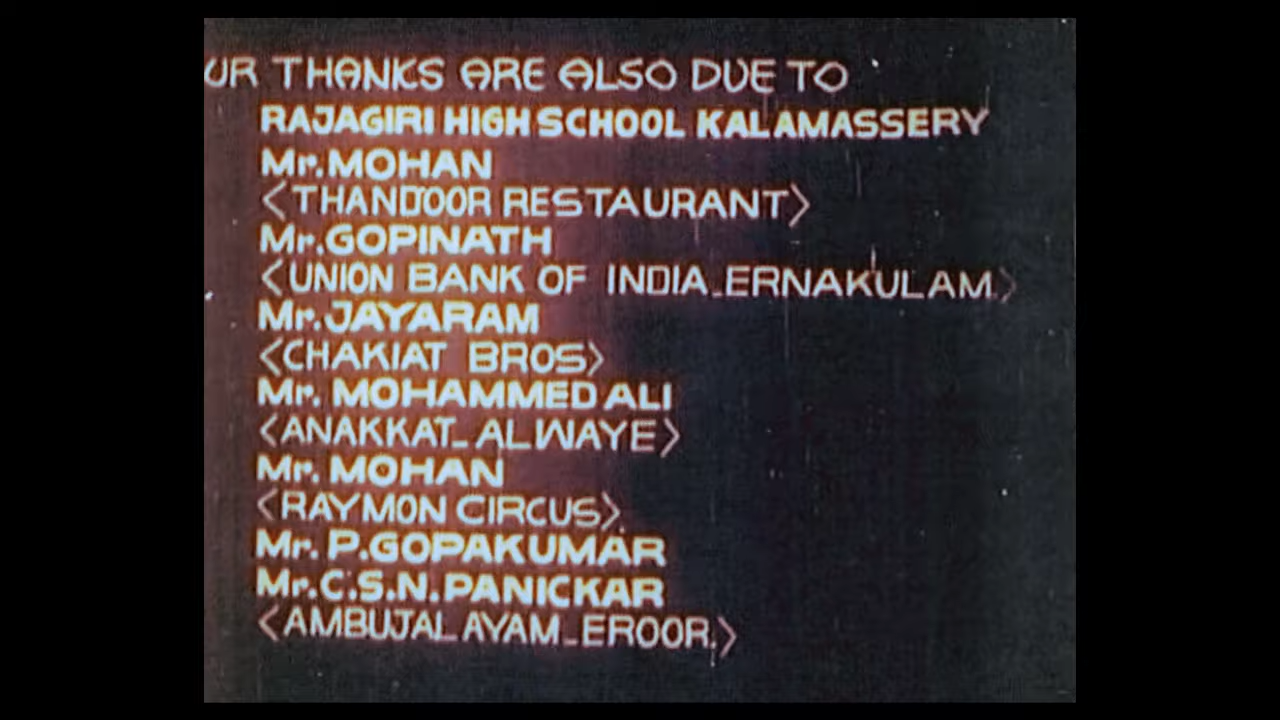 UR THANKS ARE ALSO DUE TO
RAJAGIRI HIGH SCHOOL KALAMASSERY
Mr.MOHAN
<THANDOOR RESTAURANT>
Mr.GOPINATH
<UNION BANK OF INDIA_ERNAKULAM.>
Mr.JAYARAM
<CHAKIAT BROS>
Mr. MOHAMMED ALI
<ANAKKAT_ALWAYE>
Mr. MOHAN
<RAYMON CIRCUS>
Mr. P.GOPAKUMAR
Mr.C.S.N.PANICKAR
<AMBUJALAYAM_EROOR.>